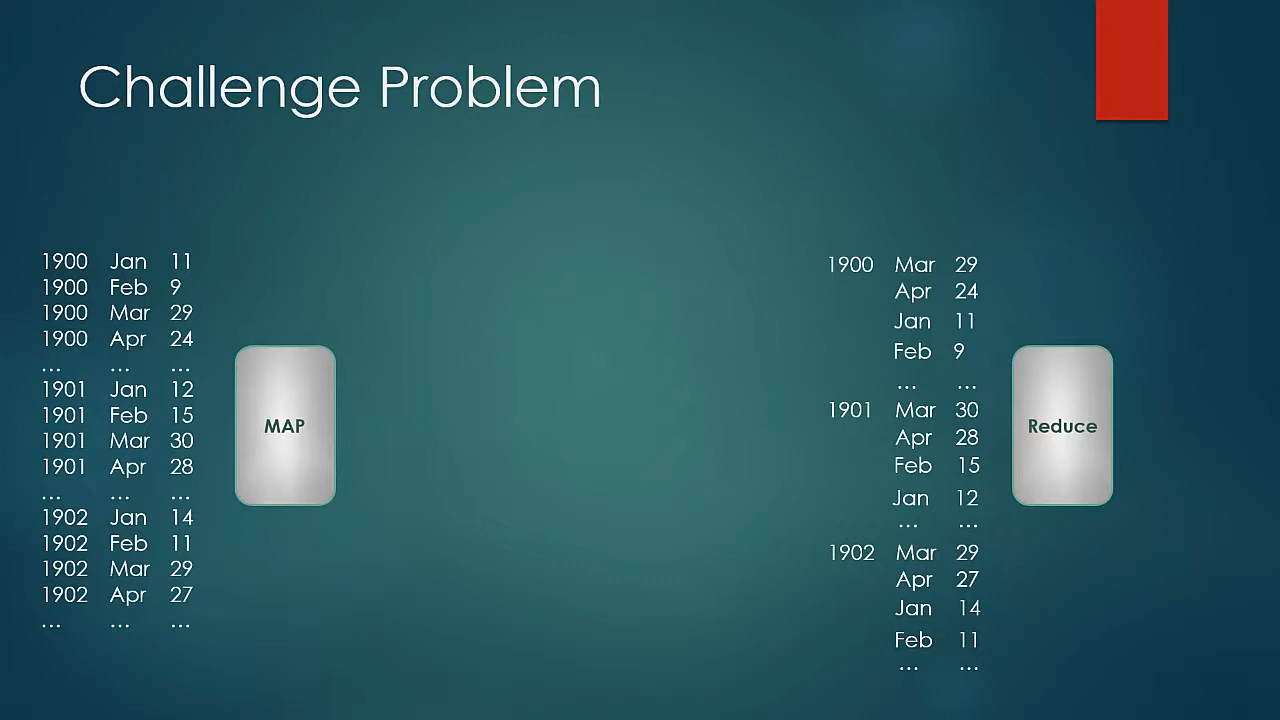 Challenge Problem
1900 Jan 11
1900 Feb 9
1900 Mar 29
1900 Apr 24
... ... ...
1901 Jan 12
1901 Feb 15
1901 Mar 30
1901 Apr 28
... ... ...
1902 Jan 14
1902 Feb 11
1902 Mar 29
1902 Apr 27
... ... ...
MAP
1900 Mar 29
Apr 24
Jan 11
Feb 9
... ...
1901 Mar 30
Apr 28
Feb 15
Jan 12
... ...
1902 Mar 29
Apr 27
Jan 14
Feb 11
... ...
Reduce